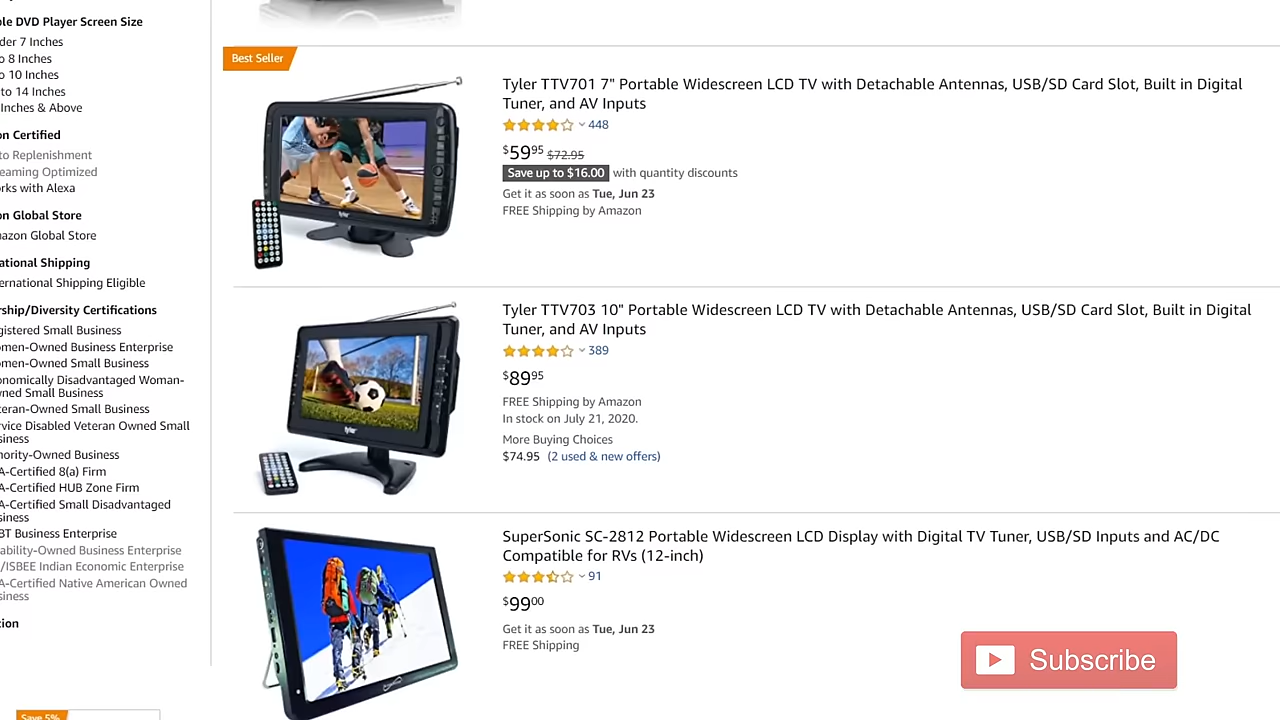 ble DVD Player Screen Size
der 7 Inches
o 8 Inches
o 10 Inches
to 14 Inches
Inches & Above
on Certified
to Replenishment
eaming Optimized
orks with Alexa
on Global Store
azon Global Store
ational Shipping
ernational Shipping Eligible
rship/Diversity Certifications
gistered Small Business
omen-Owned Business Enterprise
omen-Owned Small Business
onomically Disadvantaged Woman-
wned Small Business
teran-Owned Small Business
rvice Disabled Veteran Owned Small
siness
nority-Owned Business
A-Certified 8(a) Firm
A-Certified HUB Zone Firm
A-Certified Small Disadvantaged
siness
BT Business Enterprise
ability-Owned Business Enterprise
/ISBEE Indian Economic Enterprise
A-Certified Native American Owned
siness
tion
Save 5%
Best Seller
Tyler TTV701 7" Portable Widescreen LCD TV with Detachable Antennas, USB/SD Card Slot, Built in Digital
Tuner, and AV Inputs
448
$59.95 $72.95
Save up to $16.00 with quantity discounts
Get it as soon as Tue, Jun 23
FREE Shipping by Amazon
Tyler
Tyler TTV703 10" Portable Widescreen LCD TV with Detachable Antennas, USB/SD Card Slot, Built in Digital
Tuner, and AV Inputs
389
$89.95
FREE Shipping by Amazon
In stock on July 21, 2020.
More Buying Choices
$74.95 (2 used & new offers)
Tyler
SuperSonic SC-2812 Portable Widescreen LCD Display with Digital TV Tuner, USB/SD Inputs and AC/DC
Compatible for RVs (12-inch)
91
$99.00
Get it as soon as Tue, Jun 23
FREE Shipping
Subscribe